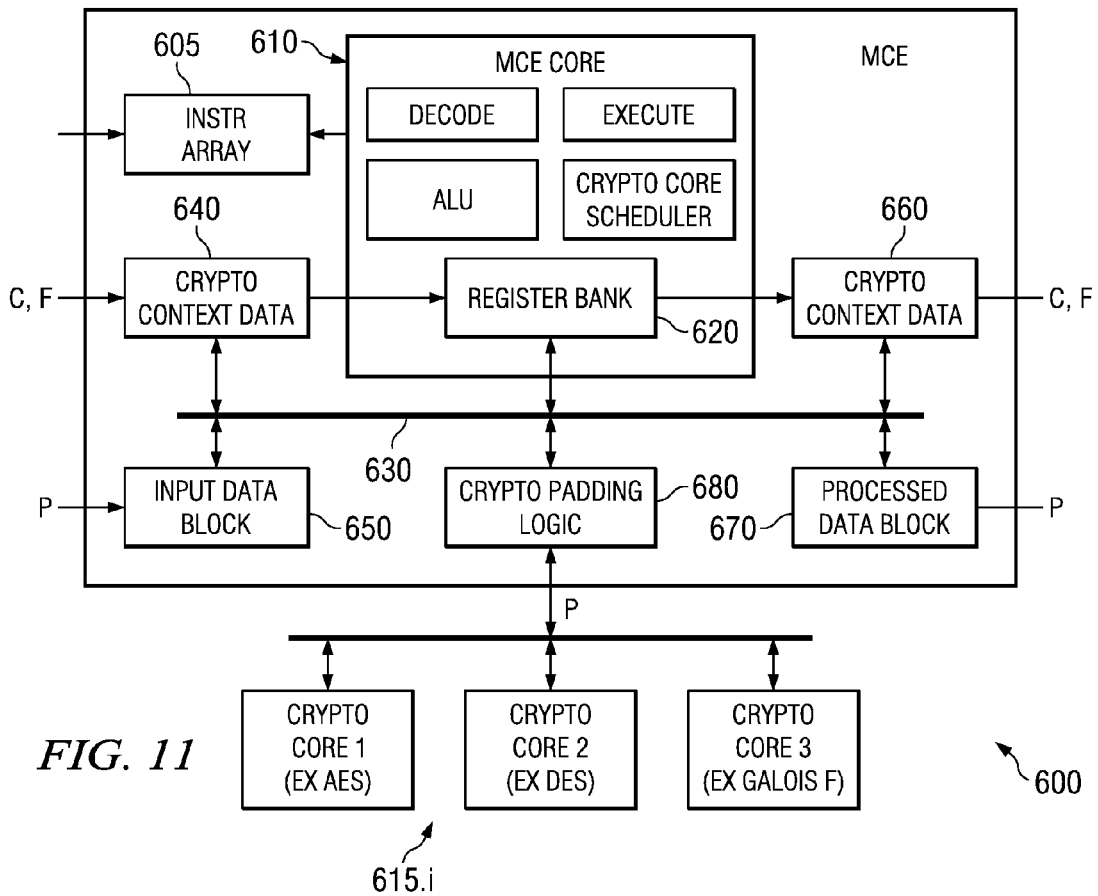 605
610
MCE CORE
MCE
INSTR
ARRAY
DECODE
EXECUTE
ALU
CRYPTO CORE
SCHEDULER
640
660
C, F
CRYPTO
CONTEXT DATA
REGISTER BANK
620
CRYPTO
CONTEXT DATA
C, F
630
P
INPUT DATA
BLOCK
650
CRYPTO PADDING
LOGIC
680
670
PROCESSED
DATA BLOCK
P
P
CRYPTO
CORE 1
(EX AES)
CRYPTO
CORE 2
(EX DES)
CRYPTO
CORE 3
(EX GALOIS F)
FIG. 11
600
615.i